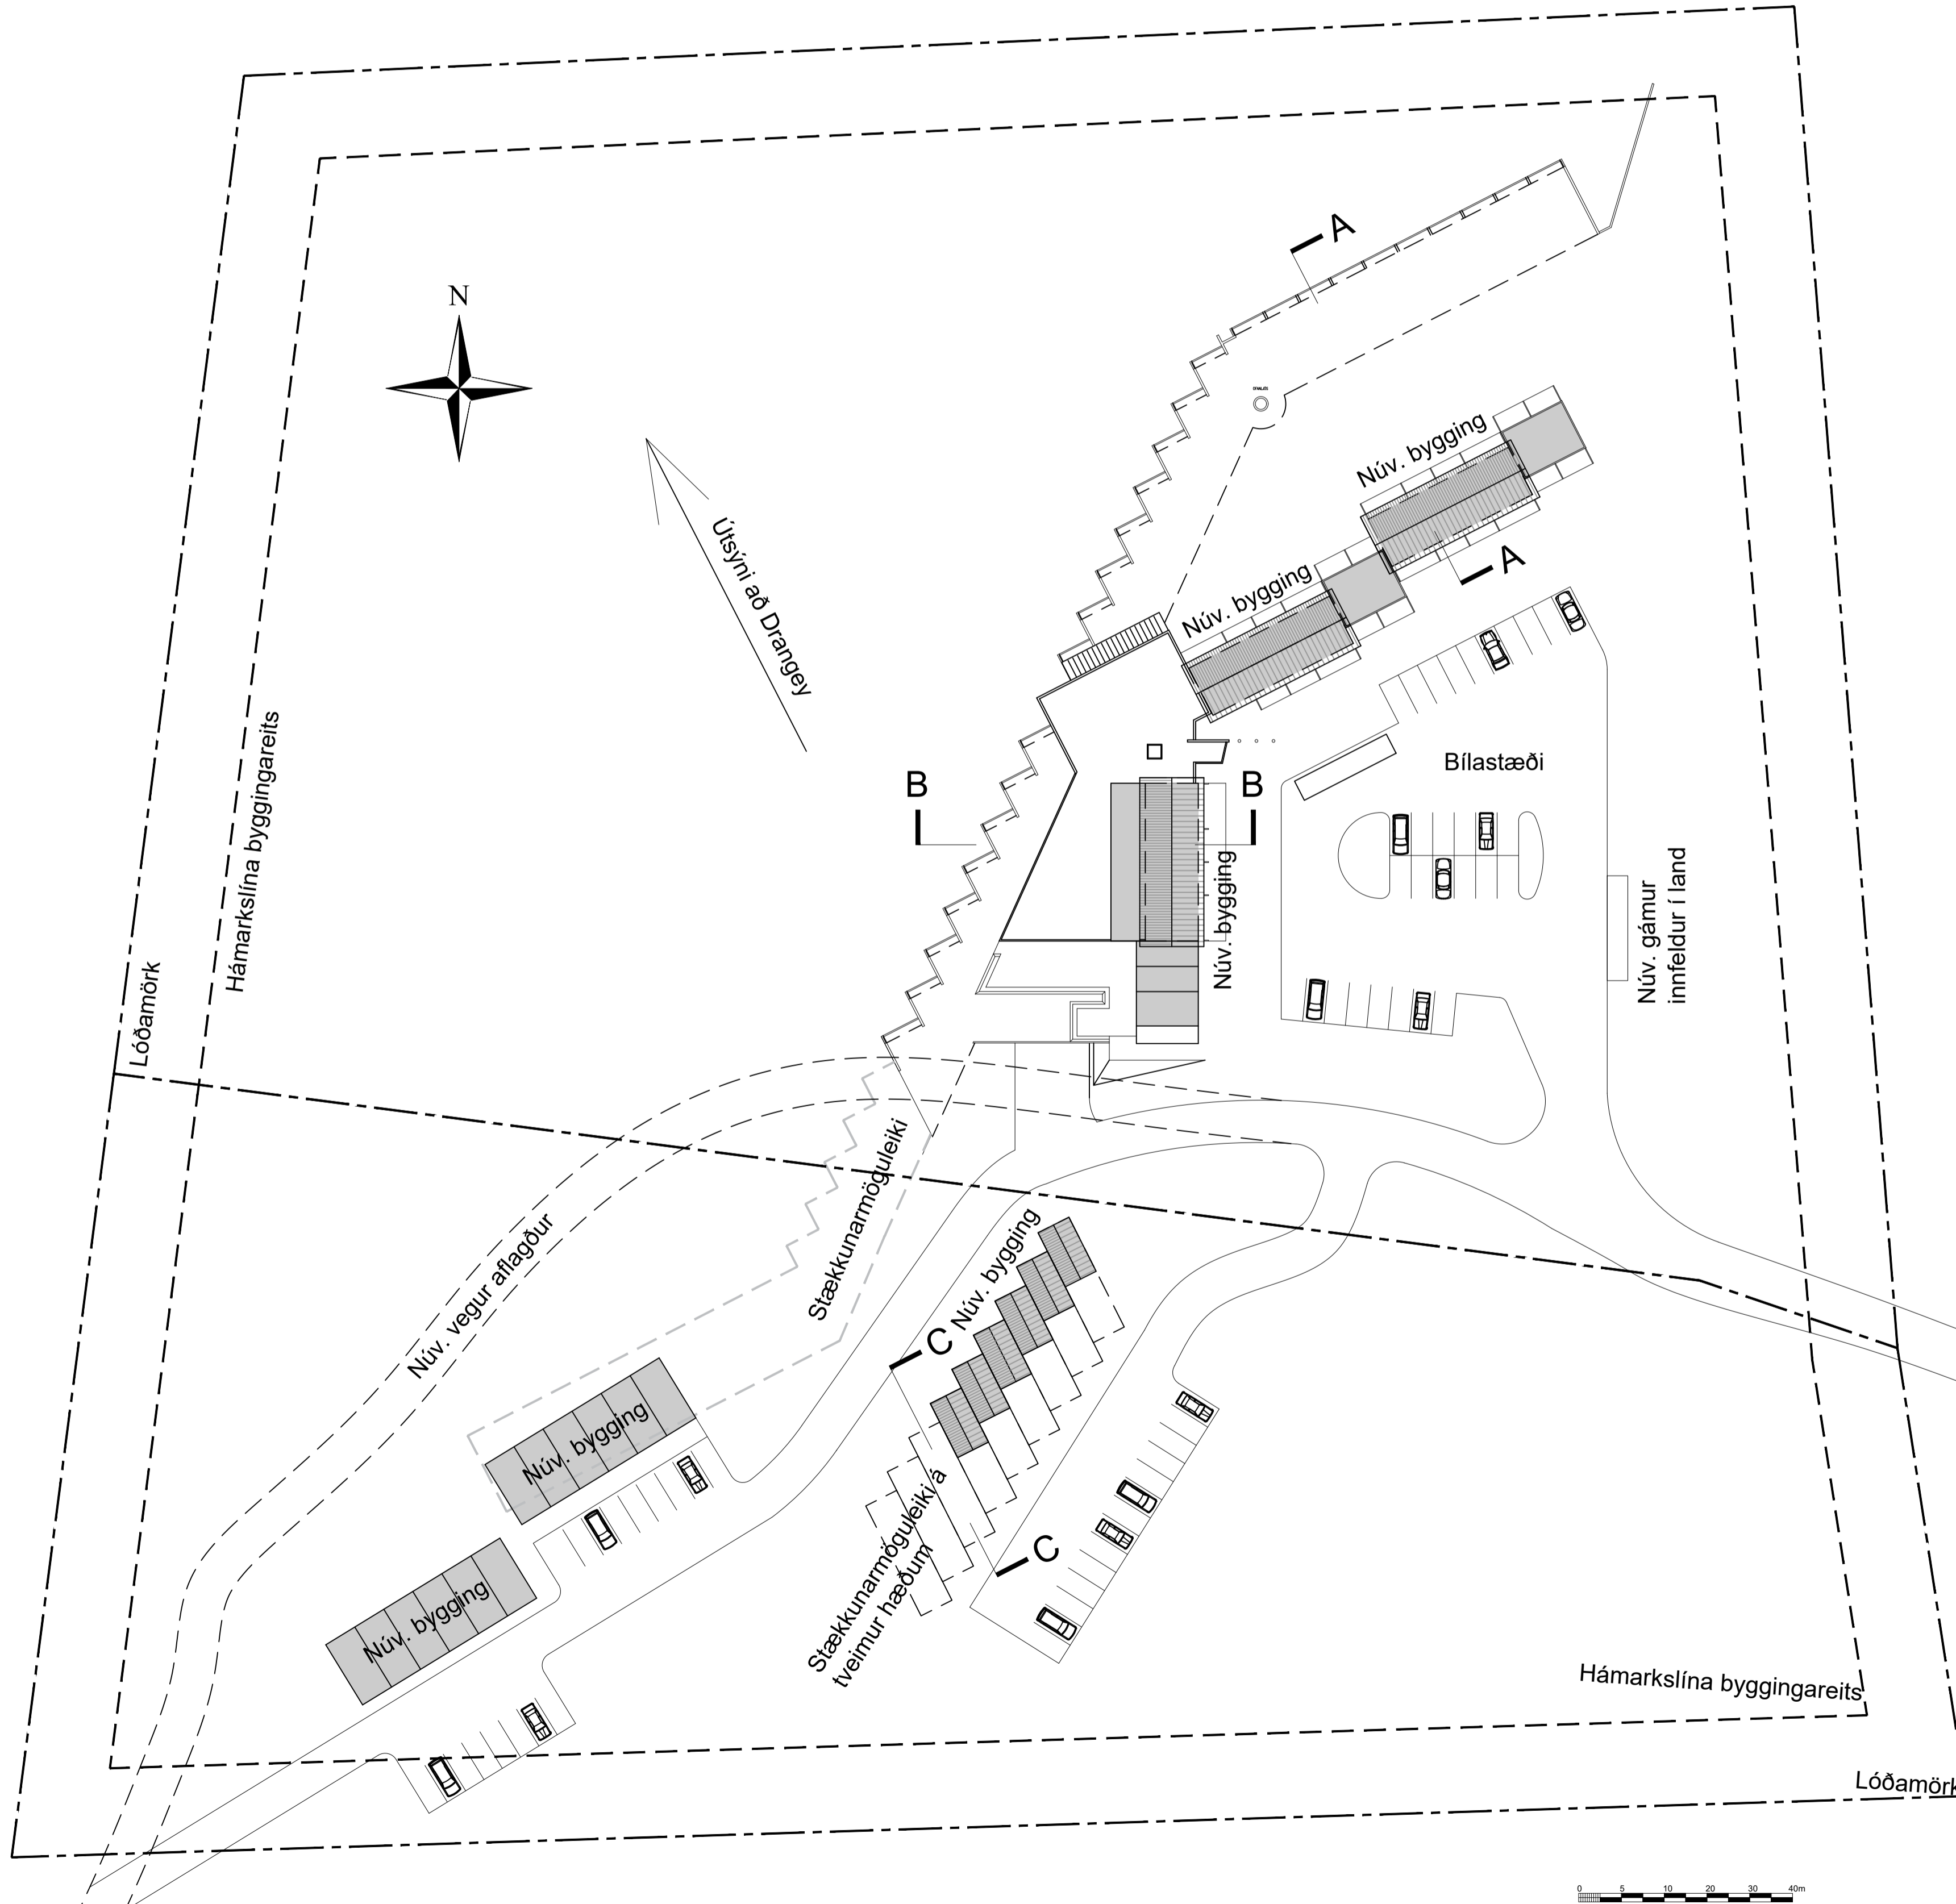 N
A
Útsýni að Drangey
Núv. bygging
A
Núv. bygging
Bílastæði
B
B
Núv. bygging
Núv. gámur
innfeldur í land
Hámarkslína byggingareits
Lóðamörk
Stækkunarmöguleiki
Núv. vegur aflagður
Núv. bygging
C
Núv. bygging
Stækkunarmöguleiki á
tveimur hæðum
C
Núv. bygging
Hámarkslína byggingareits
Lóðamörk
0 5 10 20 30 40m